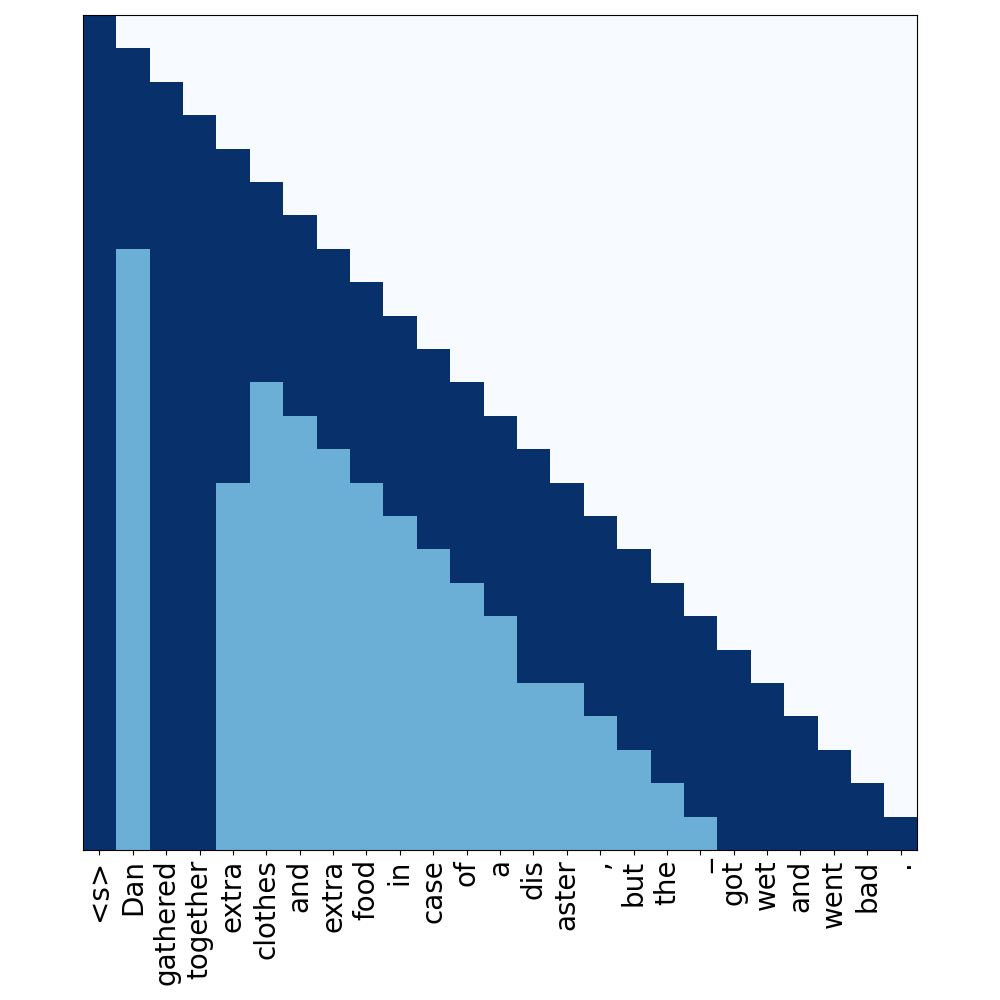 <s>
Dan
gathered
together
extra
clothes
and
extra
food
in
case
of
a
dis
aster
,
but
the
_
got
wet
and
went
bad
.